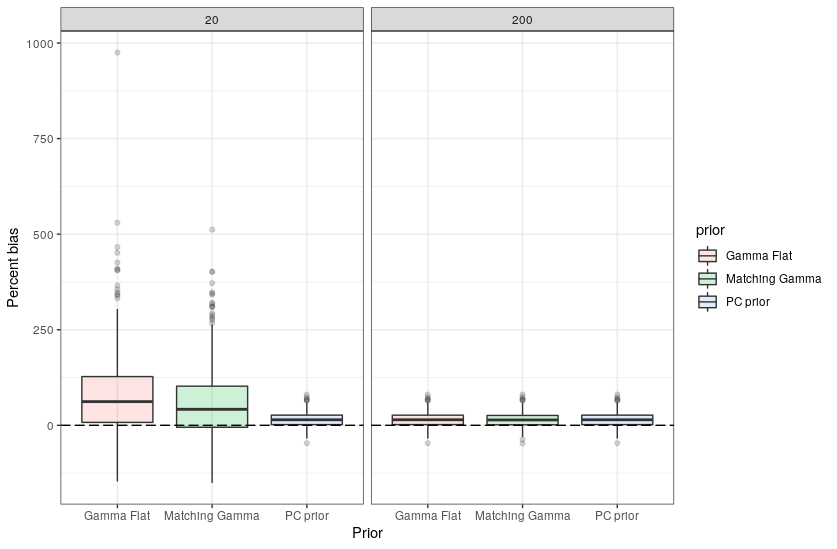 20
200
1000
750
500
250
0
Percent bias
Gamma Flat
Matching Gamma
PC prior
Gamma Flat
Matching Gamma
PC prior
Prior
prior
Gamma Flat
Matching Gamma
PC prior